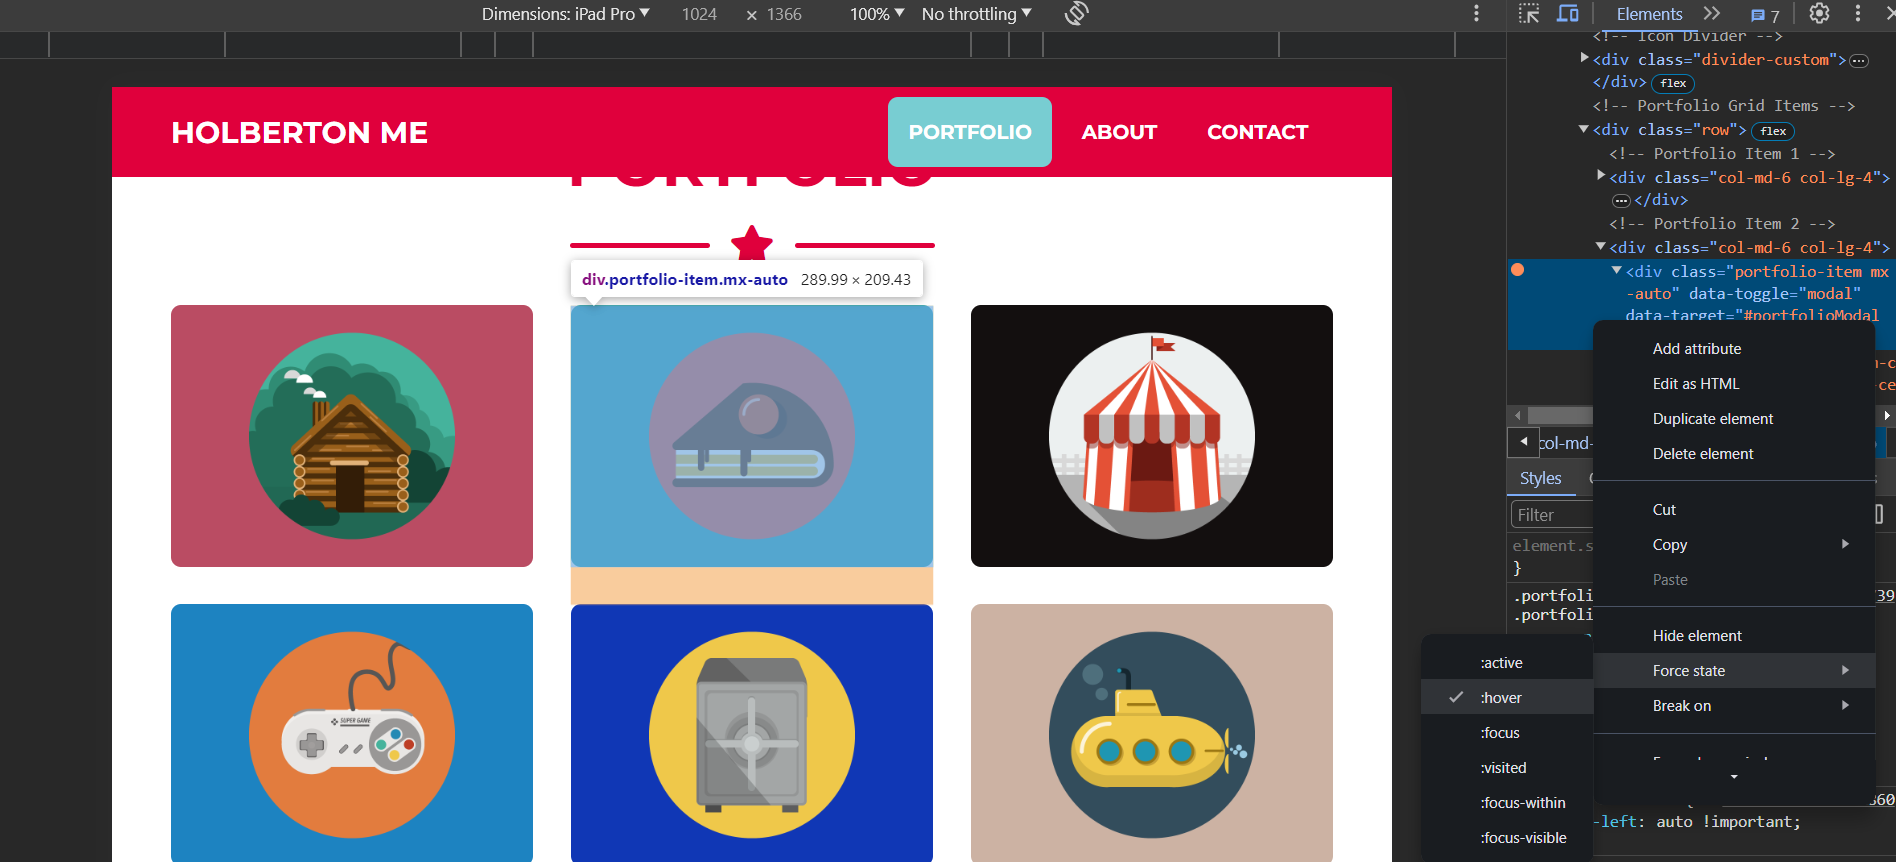 Dimensions: iPad Pro ▼ 1024 × 1366 100% ▼ No throttling ▼
Elements 7
<!-- Icon Divider -->
<div class="divider-custom">
</div> flex
<!-- Portfolio Grid Items -->
<div class="row"> flex
<!-- Portfolio Item 1 -->
<div class="col-md-6 col-lg-4">
</div>
<!-- Portfolio Item 2 -->
<div class="col-md-6 col-lg-4">
<div class="portfolio-item mx
-auto" data-toggle="modal"
data-target="#portfolioModal
HOLBERTON ME
PORTFOLIO ABOUT CONTACT
PORTFOLIO
div.portfolio-item.mx-auto 289.99 × 209.43
SUPER GAME
Add attribute
Edit as HTML
Duplicate element
Delete element
Cut
Copy
Paste
Hide element
Force state
Break on
:active
:hover
:focus
:visited
:focus-within
:focus-visible
col-md-
Styles
Filter
element.s
}
.portfoli
.portfoli
-left: auto !important;